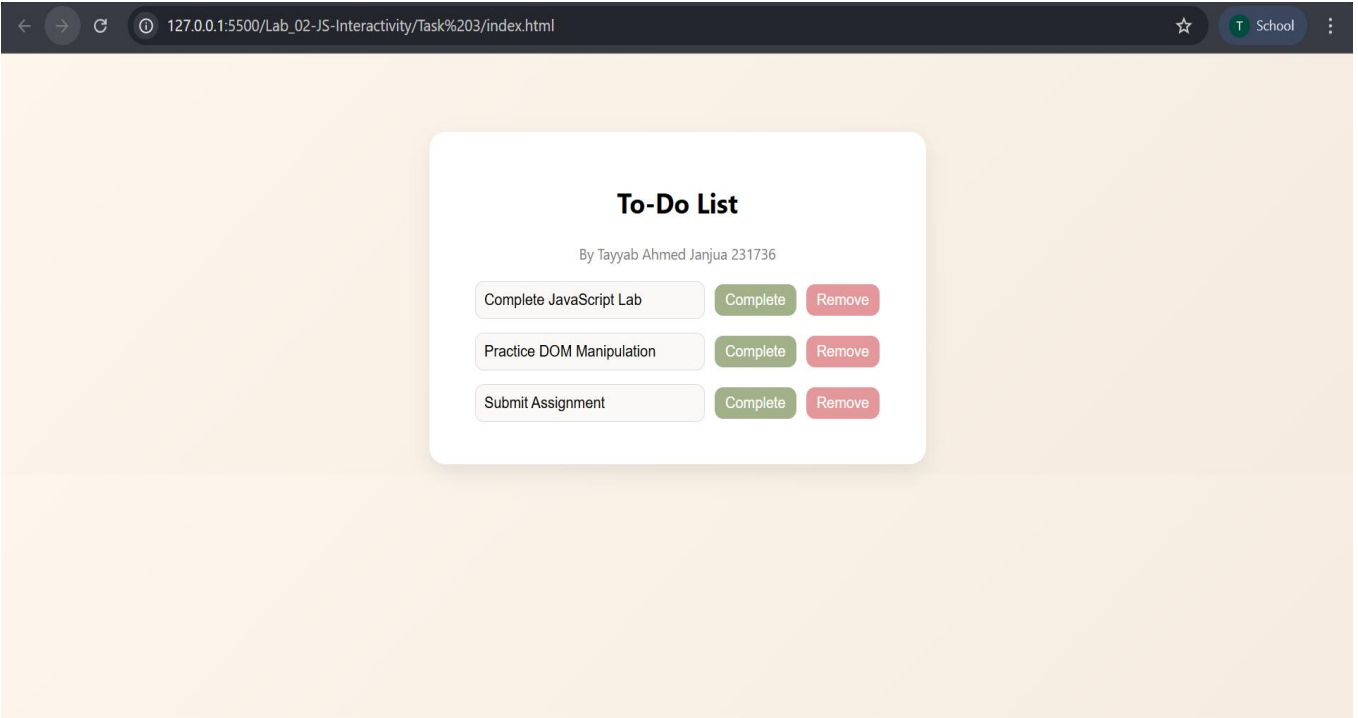 127.0.0.1:5500/Lab_02-JS-Interactivity/Task%203/index.html
T School
To-Do List
By Tayyab Ahmed Janjua 231736
Complete JavaScript Lab Complete Remove
Practice DOM Manipulation Complete Remove
Submit Assignment Complete Remove